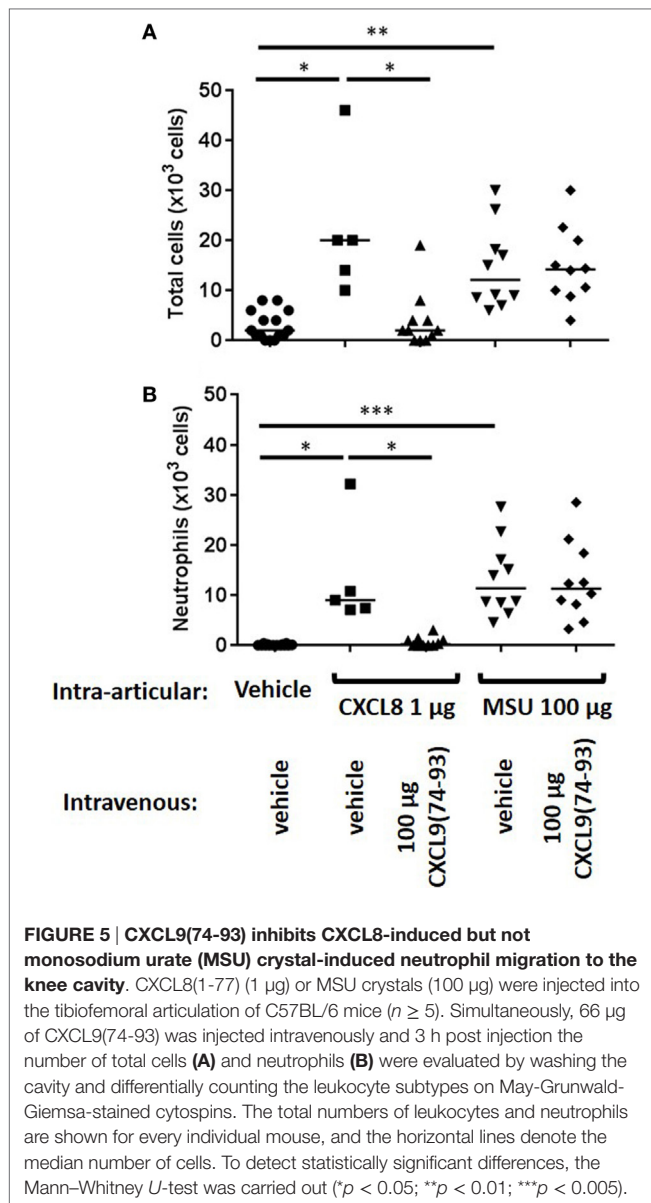 A
**
* *
50
40
30
20
10
0
Total cells (x10³ cells)
B
***
* *
50
40
30
20
10
0
Neutrophils (x10³ cells)
Intra-articular: Vehicle
CXCL8 1 µg MSU 100 µg
Intravenous:
vehicle
vehicle
100 µg
CXCL9(74-93)
vehicle
100 µg
CXCL9(74-93)
FIGURE 5 | CXCL9(74-93) inhibits CXCL8-induced but not
monosodium urate (MSU) crystal-induced neutrophil migration to the
knee cavity. CXCL8(1-77) (1 µg) or MSU crystals (100 µg) were injected into
the tibiofemoral articulation of C57BL/6 mice (n ≥ 5). Simultaneously, 66 µg
of CXCL9(74-93) was injected intravenously and 3 h post injection the
number of total cells (A) and neutrophils (B) were evaluated by washing the
cavity and differentially counting the leukocyte subtypes on May-Grunwald-
Giemsa-stained cytospins. The total numbers of leukocytes and neutrophils
are shown for every individual mouse, and the horizontal lines denote the
median number of cells. To detect statistically significant differences, the
Mann–Whitney U-test was carried out (*p < 0.05; **p < 0.01; ***p < 0.005).